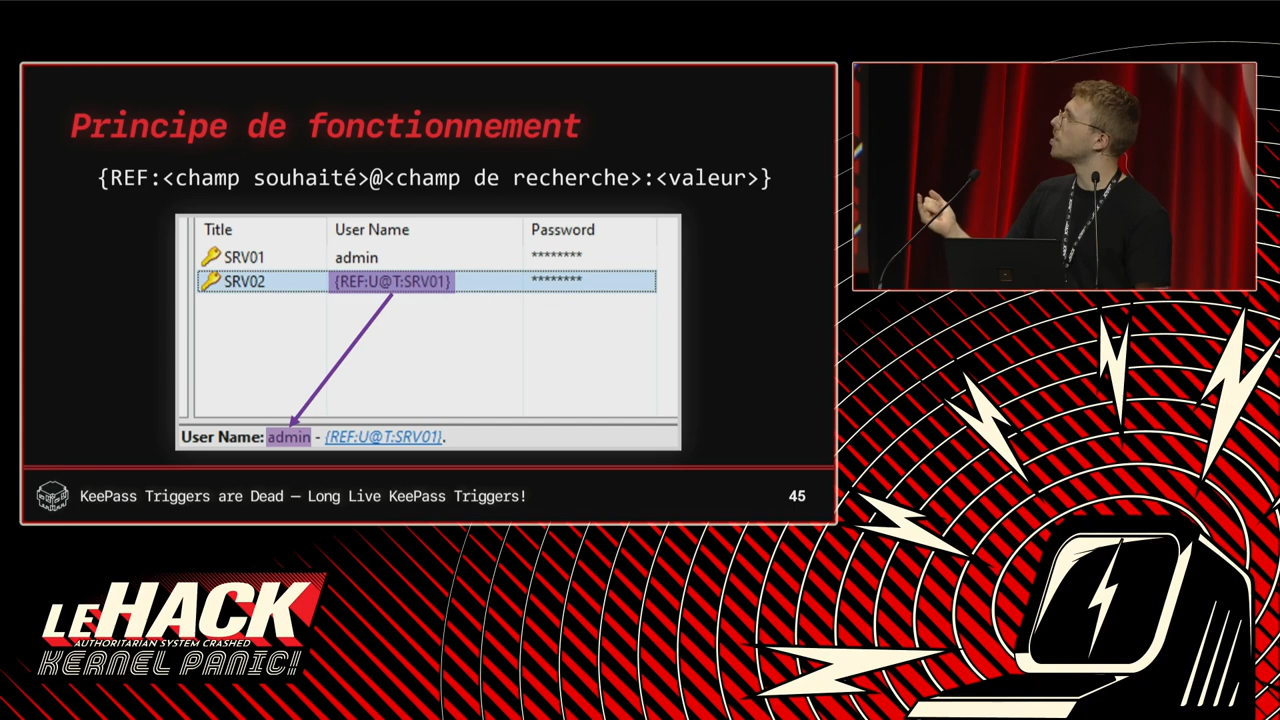 Principe de fonctionnement
{REF:<champ souhaité>@<champ de recherche>:<valeur>}
Title User Name Password
SRV01 admin ********
SRV02 {REF:U@T:SRV01} ********
User Name: admin - {REF:U@T:SRV01}.
KeePass Triggers are Dead — Long Live KeePass Triggers! 45
LEHACK
AUTHORITARIAN SYSTEM CRASHED
KERNEL PANIC!